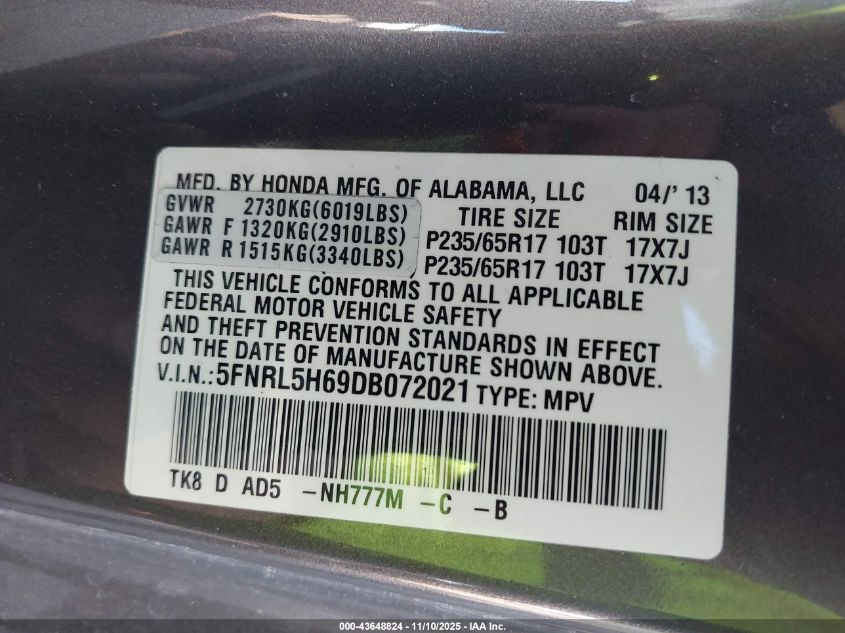 MFD. BY HONDA MFG. OF ALABAMA, LLC 04/' 13
GVWR 2730KG(6019LBS) TIRE SIZE RIM SIZE
GAWR F 1320KG(2910LBS) P235/65R17 103T 17X7J
GAWR R 1515KG(3340LBS) P235/65R17 103T 17X7J
THIS VEHICLE CONFORMS TO ALL APPLICABLE
FEDERAL MOTOR VEHICLE SAFETY
AND THEFT PREVENTION STANDARDS IN EFFECT
ON THE DATE OF MANUFACTURE SHOWN ABOVE.
V.I.N.: 5FNRL5H69DB072021 TYPE: MPV
TK8 D AD5 -NH777M -C -B
000-43648824 - 11/10/2025 - IAA Inc.